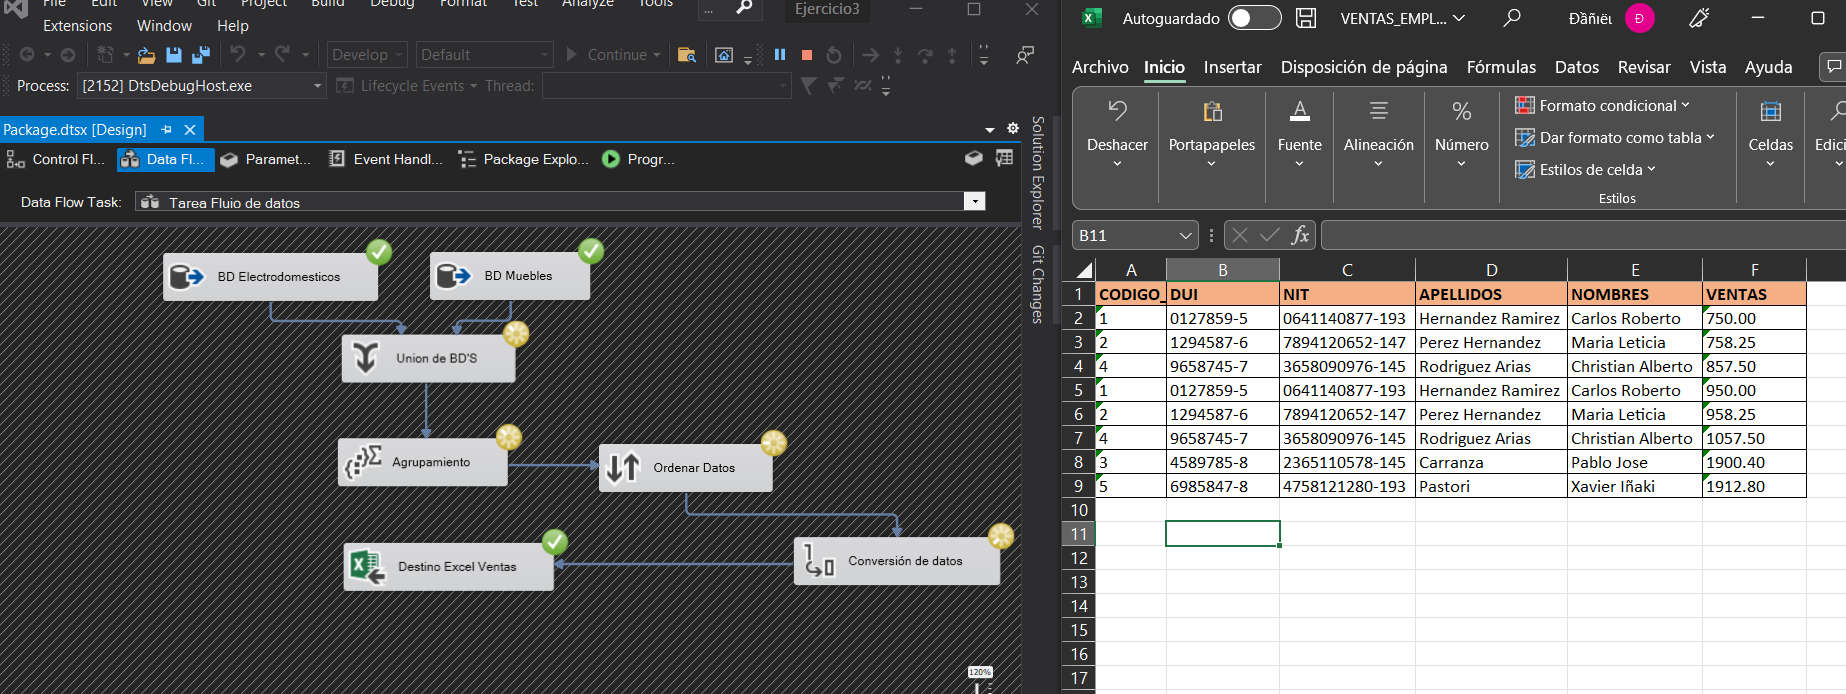 File Edit View Git Project Build Debug Format Test Analyze Tools ... Ejercicio3
Extensions Window Help
Develop Default Continue
Process: [2152] DtsDebugHost.exe Lifecycle Events Thread:
Package.dtsx [Design]
Control Fl... Data Fl... Paramet... Event Handl... Package Explo... Progr...
Data Flow Task: Tarea Flujo de datos
BD Electrodomesticos
BD Muebles
Union de BD'S
Agrupamiento
Ordenar Datos
Destino Excel Ventas
Conversión de datos
120%
Solution Explorer
Git Changes
Autoguardado VENTAS_EMPL... Đãñïëł Đ
Archivo Inicio Insertar Disposición de página Fórmulas Datos Revisar Vista Ayuda
Deshacer Portapapeles Fuente Alineación Número
Formato condicional
Dar formato como tabla
Estilos de celda
Estilos
Celdas Edici
B11 fx
A B C D E F
1 CODIGO_ DUI NIT APELLIDOS NOMBRES VENTAS
2 1 0127859-5 0641140877-193 Hernandez Ramirez Carlos Roberto 750.00
3 2 1294587-6 7894120652-147 Perez Hernandez Maria Leticia 758.25
4 4 9658745-7 3658090976-145 Rodriguez Arias Christian Alberto 857.50
5 1 0127859-5 0641140877-193 Hernandez Ramirez Carlos Roberto 950.00
6 2 1294587-6 7894120652-147 Perez Hernandez Maria Leticia 958.25
7 4 9658745-7 3658090976-145 Rodriguez Arias Christian Alberto 1057.50
8 3 4589785-8 2365110578-145 Carranza Pablo Jose 1900.40
9 5 6985847-8 4758121280-193 Pastori Xavier Iñaki 1912.80
10
11
12
13
14
15
16
17